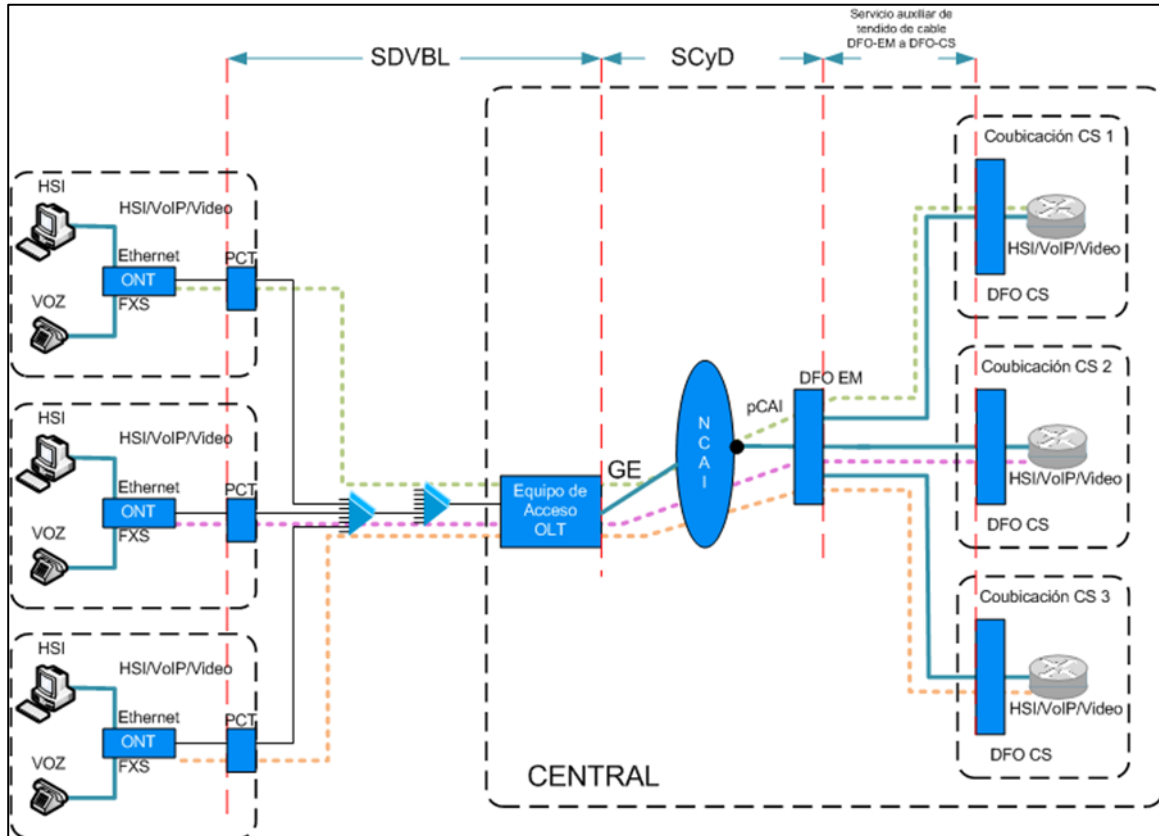 Servicio auxiliar de
tendido de cable
DFO-EM a DFO-CS
SDVBL
SCyD
HSI
HSI/VoIP/Video
Ethernet
ONT
FXS
PCT
VOZ
HSI
HSI/VoIP/Video
Ethernet
ONT
FXS
PCT
VOZ
HSI
HSI/VoIP/Video
Ethernet
ONT
FXS
PCT
VOZ
Equipo de
Acceso
OLT
GE
NCAI
pCAI
DFO EM
CENTRAL
Coubicación CS 1
HSI/VoIP/Video
DFO CS
Coubicación CS 2
HSI/VoIP/Video
DFO CS
Coubicación CS 3
HSI/VoIP/Video
DFO CS